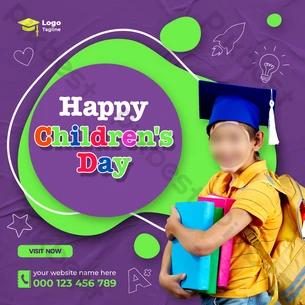 Logo
Tagline
Happy
Children's
Day
VISIT NOW
your website name here
000 123 456 789
A+